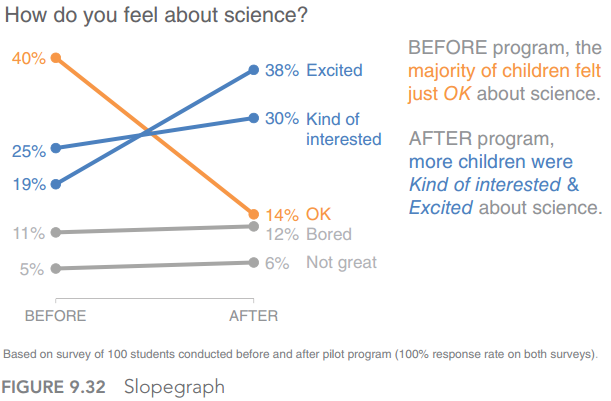 How do you feel about science?
40%
25%
19%
11%
5%
38% Excited
30% Kind of
interested
14% OK
12% Bored
6% Not great
BEFORE
AFTER
BEFORE program, the
majority of children felt
just OK about science.
AFTER program,
more children were
Kind of interested &
Excited about science.
Based on survey of 100 students conducted before and after pilot program (100% response rate on both surveys).
FIGURE 9.32 Slopegraph